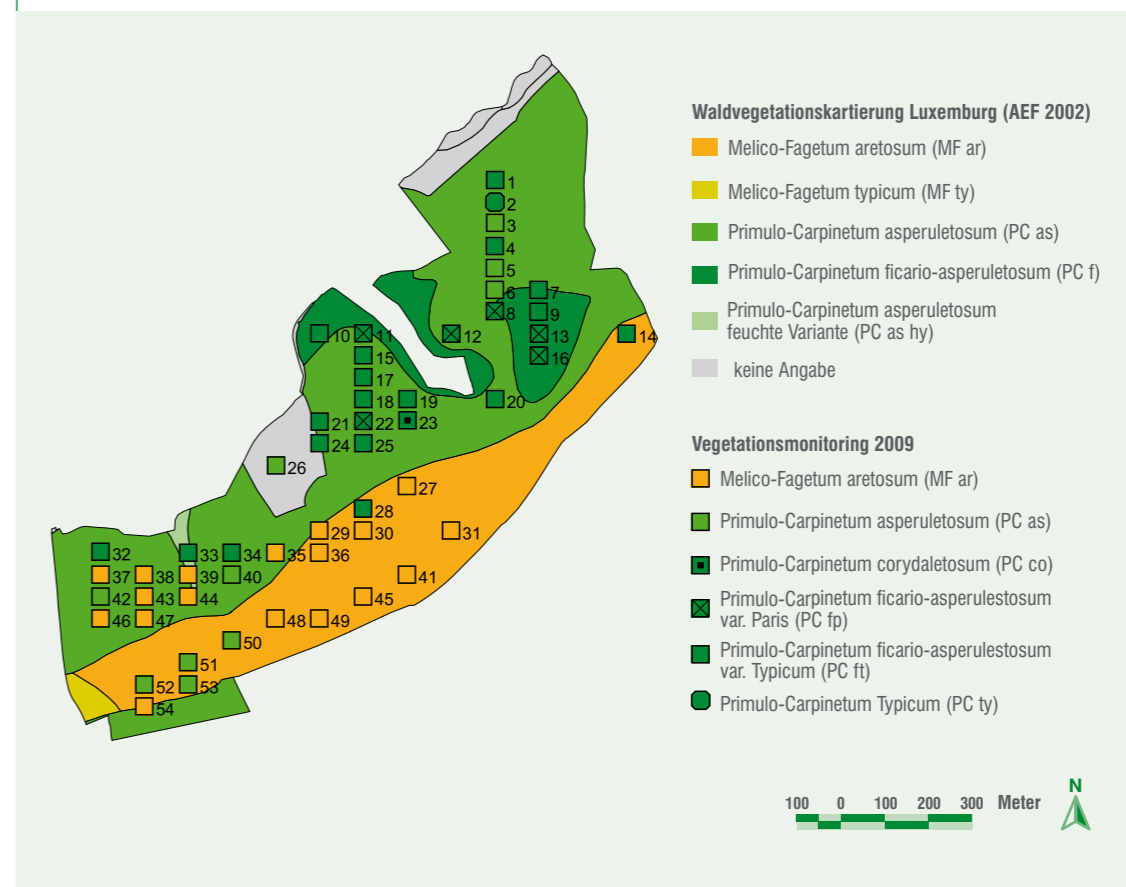 Waldvegetationskartierung Luxemburg (AEF 2002)
Melico-Fagetum aretosum (MF ar)
Melico-Fagetum typicum (MF ty)
Primulo-Carpinetum asperuletosum (PC as)
Primulo-Carpinetum ficario-asperuletosum (PC f)
Primulo-Carpinetum asperuletosum
feuchte Variante (PC as hy)
keine Angabe
Vegetationsmonitoring 2009
Melico-Fagetum aretosum (MF ar)
Primulo-Carpinetum asperuletosum (PC as)
Primulo-Carpinetum corydaletosum (PC co)
Primulo-Carpinetum ficario-asperulestosum
var. Paris (PC fp)
Primulo-Carpinetum ficario-asperulestosum
var. Typicum (PC ft)
Primulo-Carpinetum Typicum (PC ty)
1
2
3
4
5
6 7
8 9
10 11 12 13 14
15 16
17
18 19 20
21 22 23
24 25
26
27
28
29 30 31
32 33 34 35 36
37 38 39 40 41
42 43 44 45
46 47 48 49
50
51
52 53
54
N
100 0 100 200 300 Meter